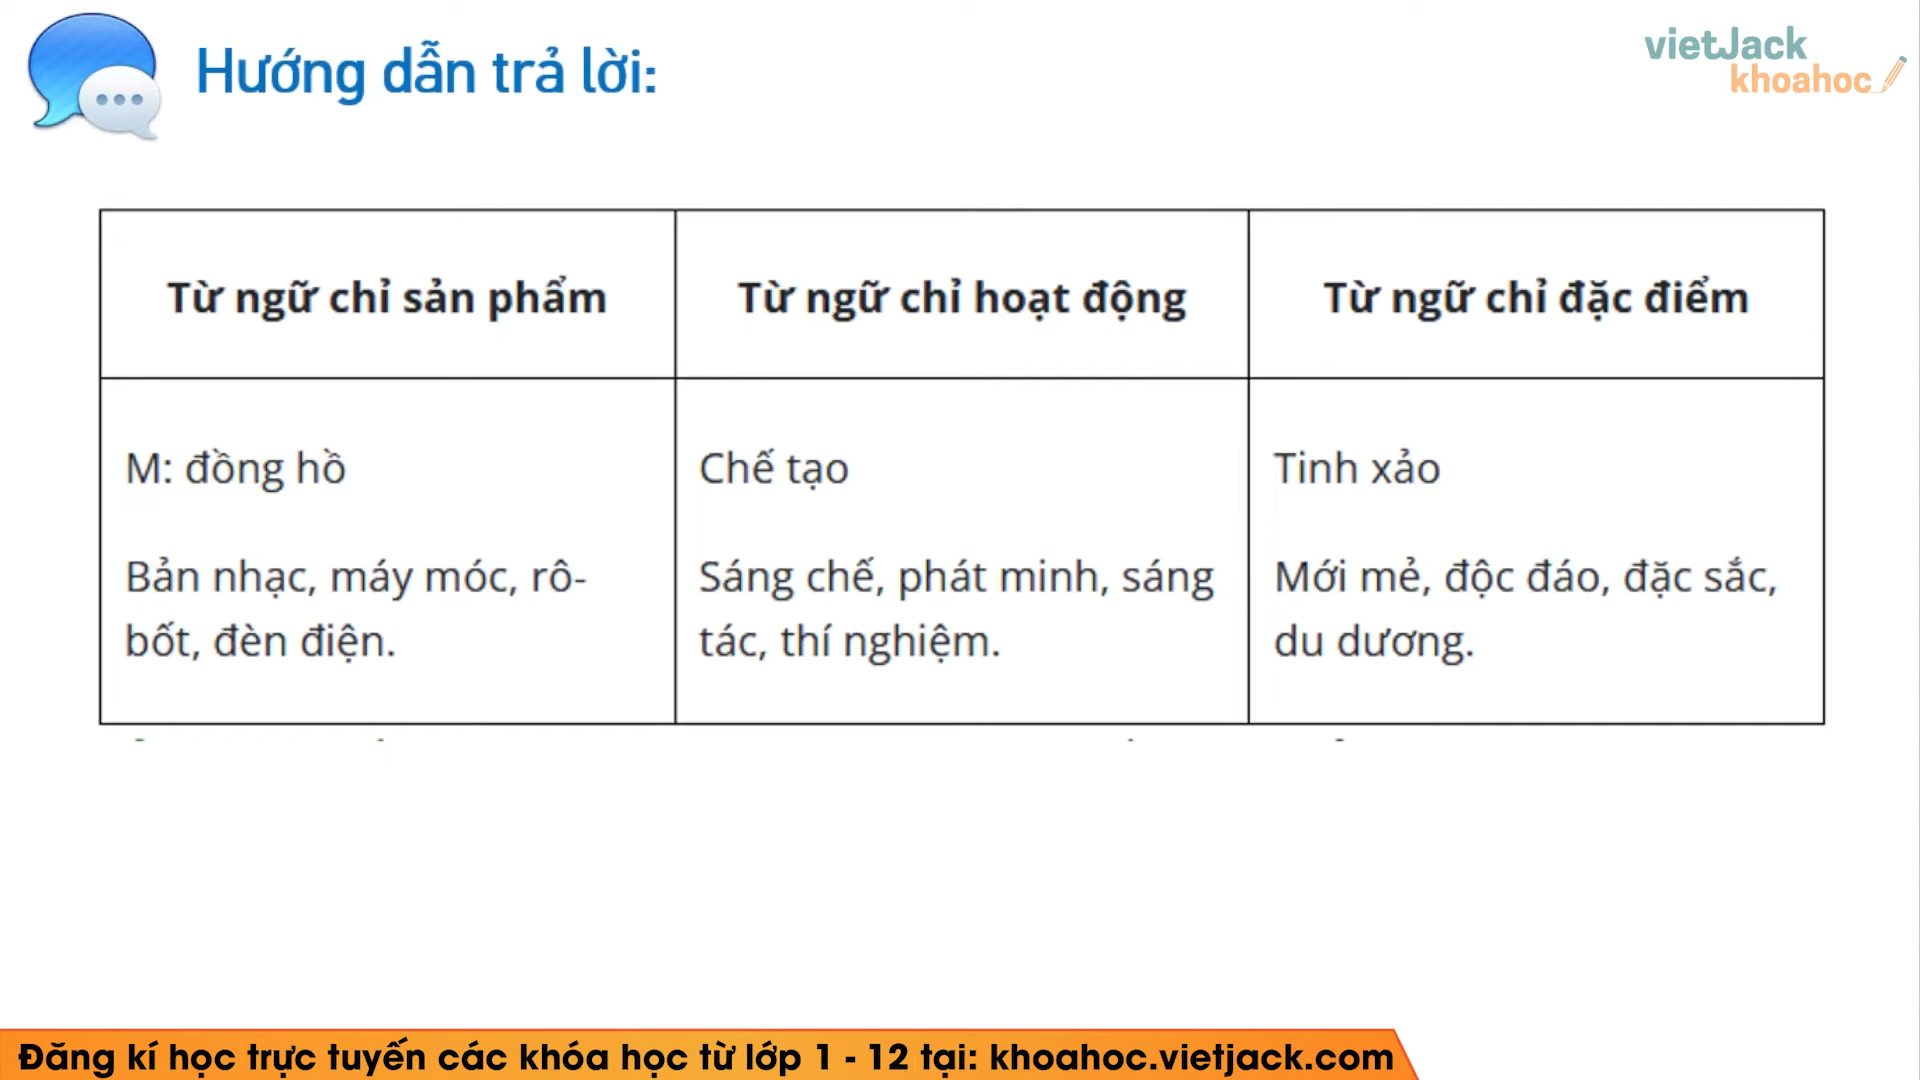 Hướng dẫn trả lời:
vietJack
khoahoc
Từ ngữ chỉ sản phẩm
Từ ngữ chỉ hoạt động
Từ ngữ chỉ đặc điểm
M: đồng hồ
Bản nhạc, máy móc, rô-
bốt, đèn điện.
Chế tạo
Sáng chế, phát minh, sáng
tác, thí nghiệm.
Tinh xảo
Mới mẻ, độc đáo, đặc sắc,
du dương.
Đăng kí học trực tuyến các khóa học từ lớp 1 - 12 tại: khoahoc.vietjack.com